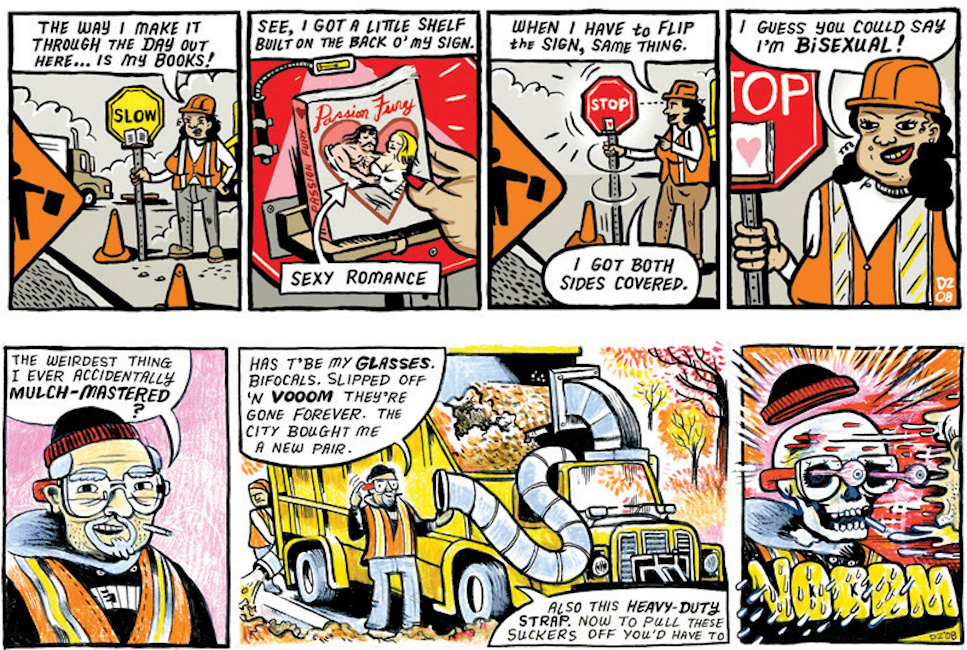 THE WAY I MAKE IT
THROUGH THE DAY OUT
HERE... IS MY BOOKS!
SLOW
SEE, I GOT A LITTLE SHELF
BUILT ON THE BACK O' MY SIGN.
Passion Fury
PASSION FURY
SEXY ROMANCE
WHEN I HAVE to FLIP
the SIGN, SAME THING.
STOP
I GOT BOTH
SIDES COVERED.
I GUESS YOU COULD SAY
I'M BiSEXUAL!
TOP
DZ
08
THE WEIRDEST THING
I EVER ACCIDENTALLY
MULCH-MASTERED
?
HAS T'BE MY GLASSES.
BIFOCALS. SLIPPED OFF
'N VOOOM THEY'RE
GONE FOREVER. THE
CITY BOUGHT ME
A NEW PAIR.
ALSO THIS HEAVY-DUTY
STRAP. NOW TO PULL THESE
SUCKERS OFF YOU'D HAVE TO
VOOOM
DZ'08